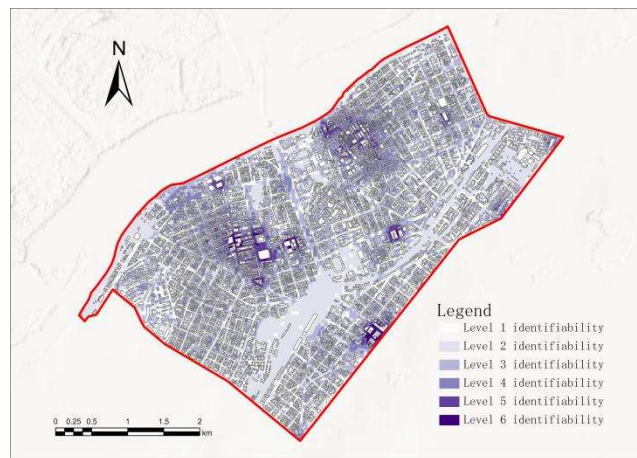 N
Legend
Level 1 identifiability
Level 2 identifiability
Level 3 identifiability
Level 4 identifiability
Level 5 identifiability
Level 6 identifiability
0 0.25 0.5 1 1.5 2
km